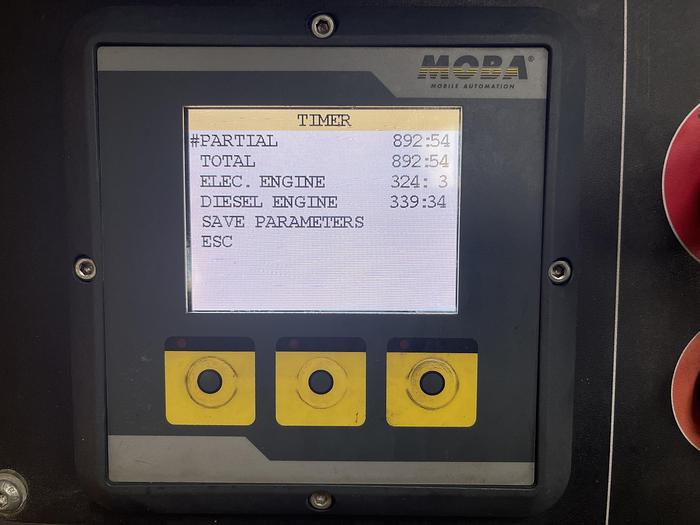 MOBA®
MOBILE AUTOMATION
TIMER
#PARTIAL 892:54
TOTAL 892:54
ELEC. ENGINE 324: 3
DIESEL ENGINE 339:34
SAVE PARAMETERS
ESC